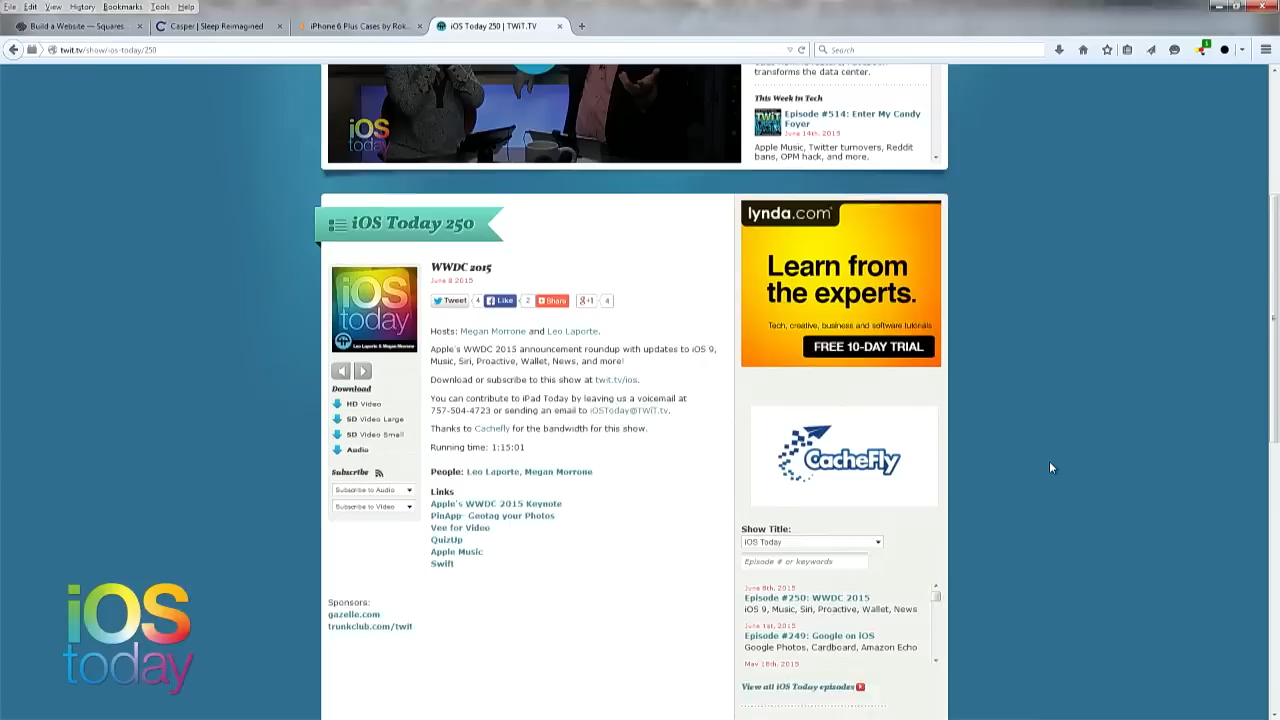 File Edit View History Bookmarks Tools Help
Build a Website — Squares...
Casper | Sleep Reimagined
iPhone 6 Plus Cases by Rok...
iOS Today 250 | TWiT.TV
twit.tv/show/ios-today/250
Search
1
transforms the data center.
This Week in Tech
Episode #514: Enter My Candy
Foyer
June 14th, 2015
Apple Music, Twitter turnovers, Reddit
bans, OPM hack, and more.
iOS
today
iOS Today 250
WWDC 2015
June 8 2015
Tweet 4 Like 2 Share g+1 4
iOS
today
Leo Laporte & Megan Morrone
Hosts: Megan Morrone and Leo Laporte.
Apple's WWDC 2015 announcement roundup with updates to iOS 9,
Music, Siri, Proactive, Wallet, News, and more!
Download or subscribe to this show at twit.tv/ios.
You can contribute to iPad Today by leaving us a voicemail at
757-504-4723 or sending an email to iOSToday@TWiT.tv.
Thanks to Cachefly for the bandwidth for this show.
Running time: 1:15:01
People: Leo Laporte, Megan Morrone
Links
Apple's WWDC 2015 Keynote
PinApp- Geotag your Photos
Vee for Video
QuizUp
Apple Music
Swift
Download
HD Video
SD Video Large
SD Video Small
Audio
Subscribe
Subscribe to Audio
Subscribe to Video
Sponsors:
gazelle.com
trunkclub.com/twit
lynda.com
Learn from
the experts.
Tech, creative, business and software tutorials
FREE 10-DAY TRIAL
CacheFly
Show Title:
iOS Today
Episode # or keywords
June 8th, 2015
Episode #250: WWDC 2015
iOS 9, Music, Siri, Proactive, Wallet, News
June 1st, 2015
Episode #249: Google on iOS
Google Photos, Cardboard, Amazon Echo
May 18th, 2015
View all iOS Today episodes
iOS
today